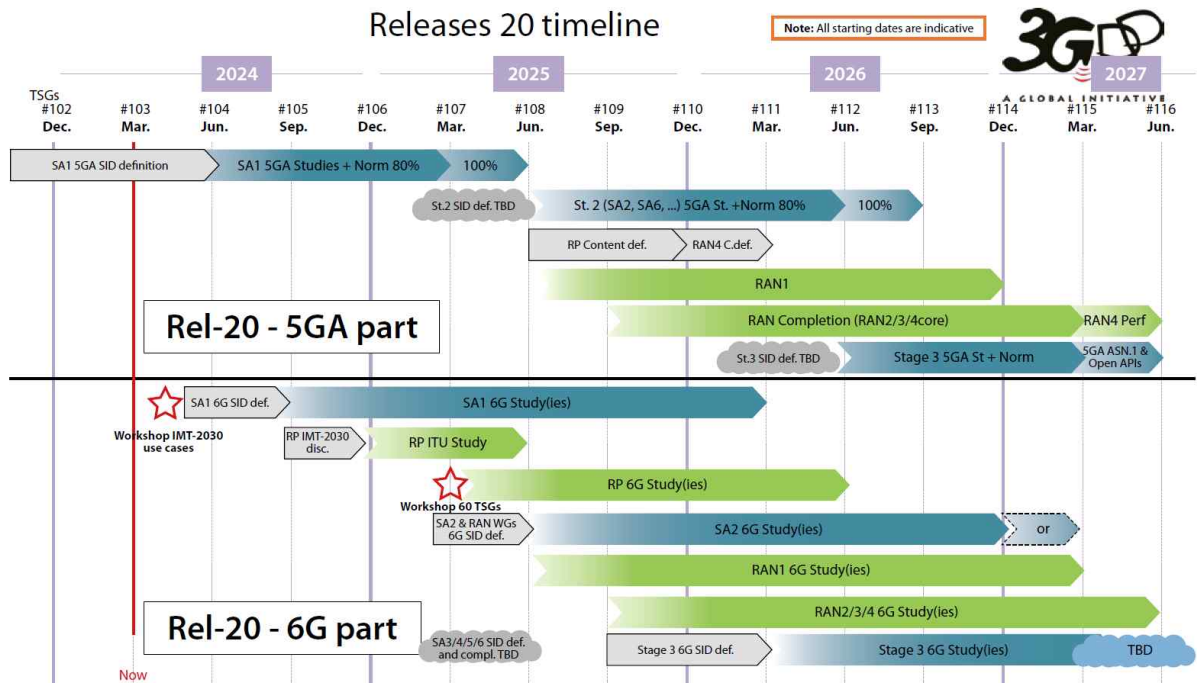 Releases 20 timeline
Note: All starting dates are indicative
3GPP
A GLOBAL INITIATIVE
2024
2025
2026
2027
TSGs
#102 #103 #104 #105 #106 #107 #108 #109 #110 #111 #112 #113 #114 #115 #116
Dec. Mar. Jun. Sep. Dec. Mar. Jun. Sep. Dec. Mar. Jun. Sep. Dec. Mar. Jun.
SA1 5GA SID definition
SA1 5GA Studies + Norm 80%
100%
St.2 SID def. TBD
St. 2 (SA2, SA6, ...) 5GA St. +Norm 80%
100%
RP Content def.
RAN4 C.def.
RAN1
Rel-20 - 5GA part
RAN Completion (RAN2/3/4core)
RAN4 Perf
St.3 SID def. TBD
Stage 3 5GA St + Norm
5GA ASN.1 &
Open APIs
SA1 6G SID def.
SA1 6G Study(ies)
Workshop IMT-2030
use cases
RP IMT-2030
disc.
RP ITU Study
RP 6G Study(ies)
Workshop 60 TSGs
SA2 & RAN WGs
6G SID def.
SA2 6G Study(ies)
or
RAN1 6G Study(ies)
Rel-20 - 6G part
RAN2/3/4 6G Study(ies)
SA3/4/5/6 SID def.
and compl. TBD
Stage 3 6G SID def.
Stage 3 6G Study(ies)
TBD
Now